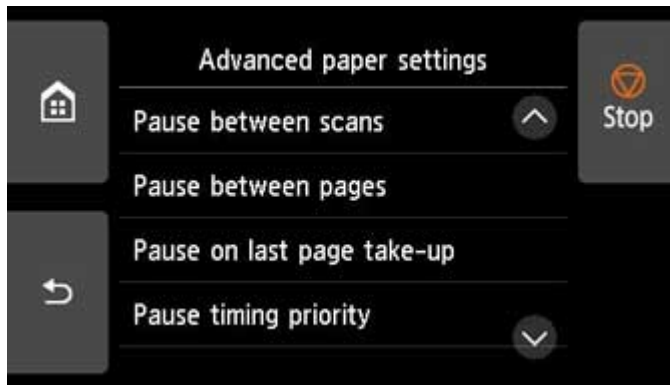 Advanced paper settings
Pause between scans
Stop
Pause between pages
Pause on last page take-up
Pause timing priority